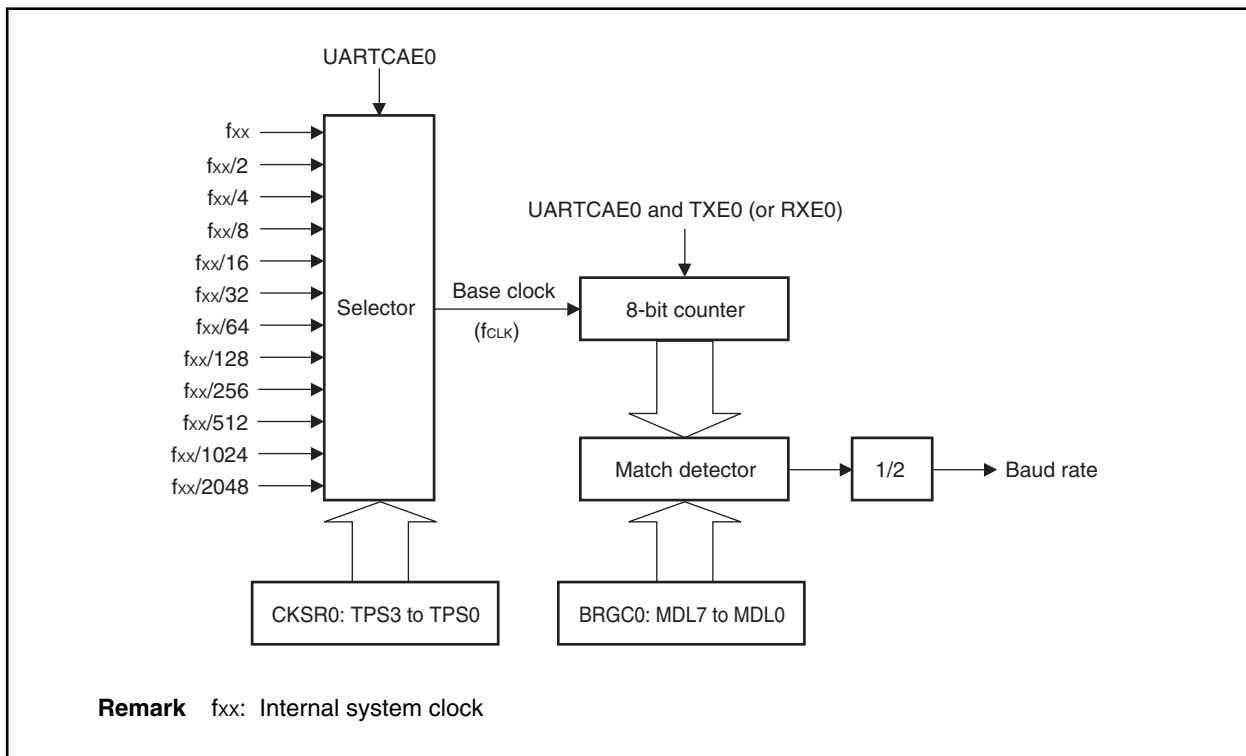 UARTCAE0
fxx
fxx/2
fxx/4
fxx/8
fxx/16
fxx/32
fxx/64
fxx/128
fxx/256
fxx/512
fxx/1024
fxx/2048
Selector
Base clock
(fCLK)
UARTCAE0 and TXE0 (or RXE0)
8-bit counter
Match detector
1/2
Baud rate
CKSR0: TPS3 to TPS0
BRGC0: MDL7 to MDL0
Remark fxx: Internal system clock